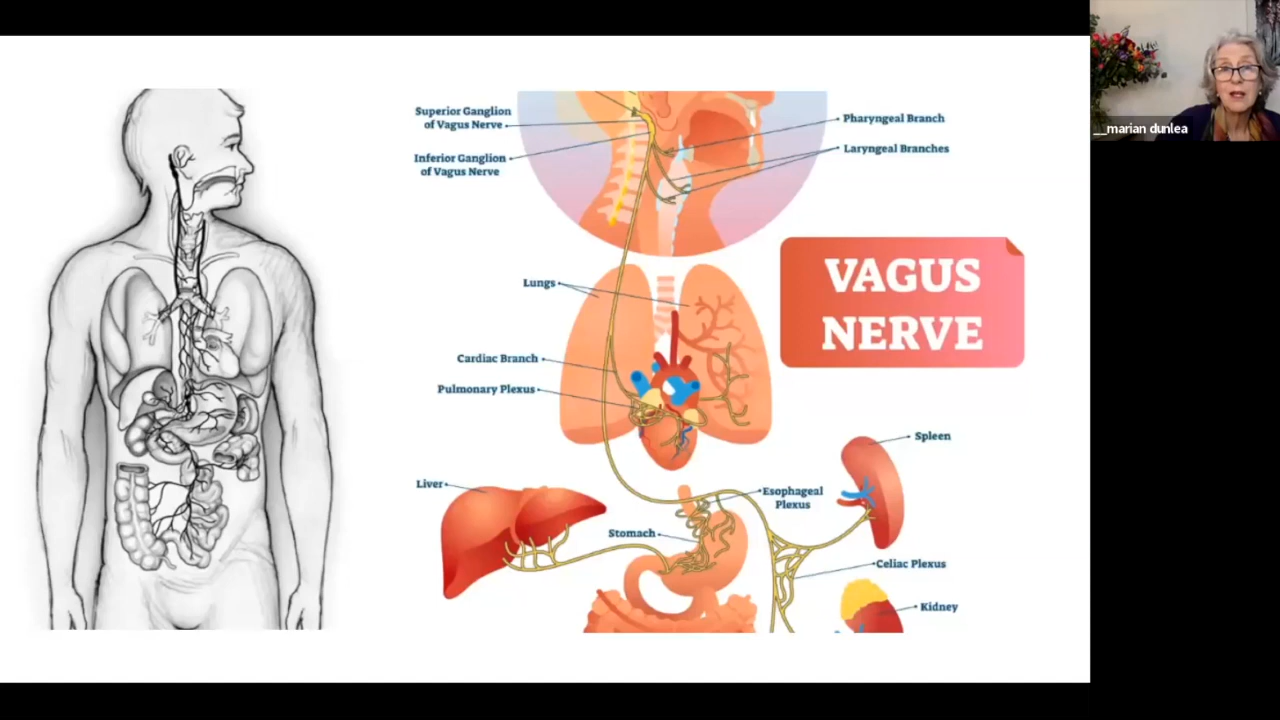 Superior Ganglion
of Vagus Nerve
Inferior Ganglion
of Vagus Nerve
Pharyngeal Branch
Laryngeal Branches
VAGUS
NERVE
Lungs
Cardiac Branch
Pulmonary Plexus
Spleen
Liver
Esophageal
Plexus
Stomach
Celiac Plexus
Kidney
__marian dunlea